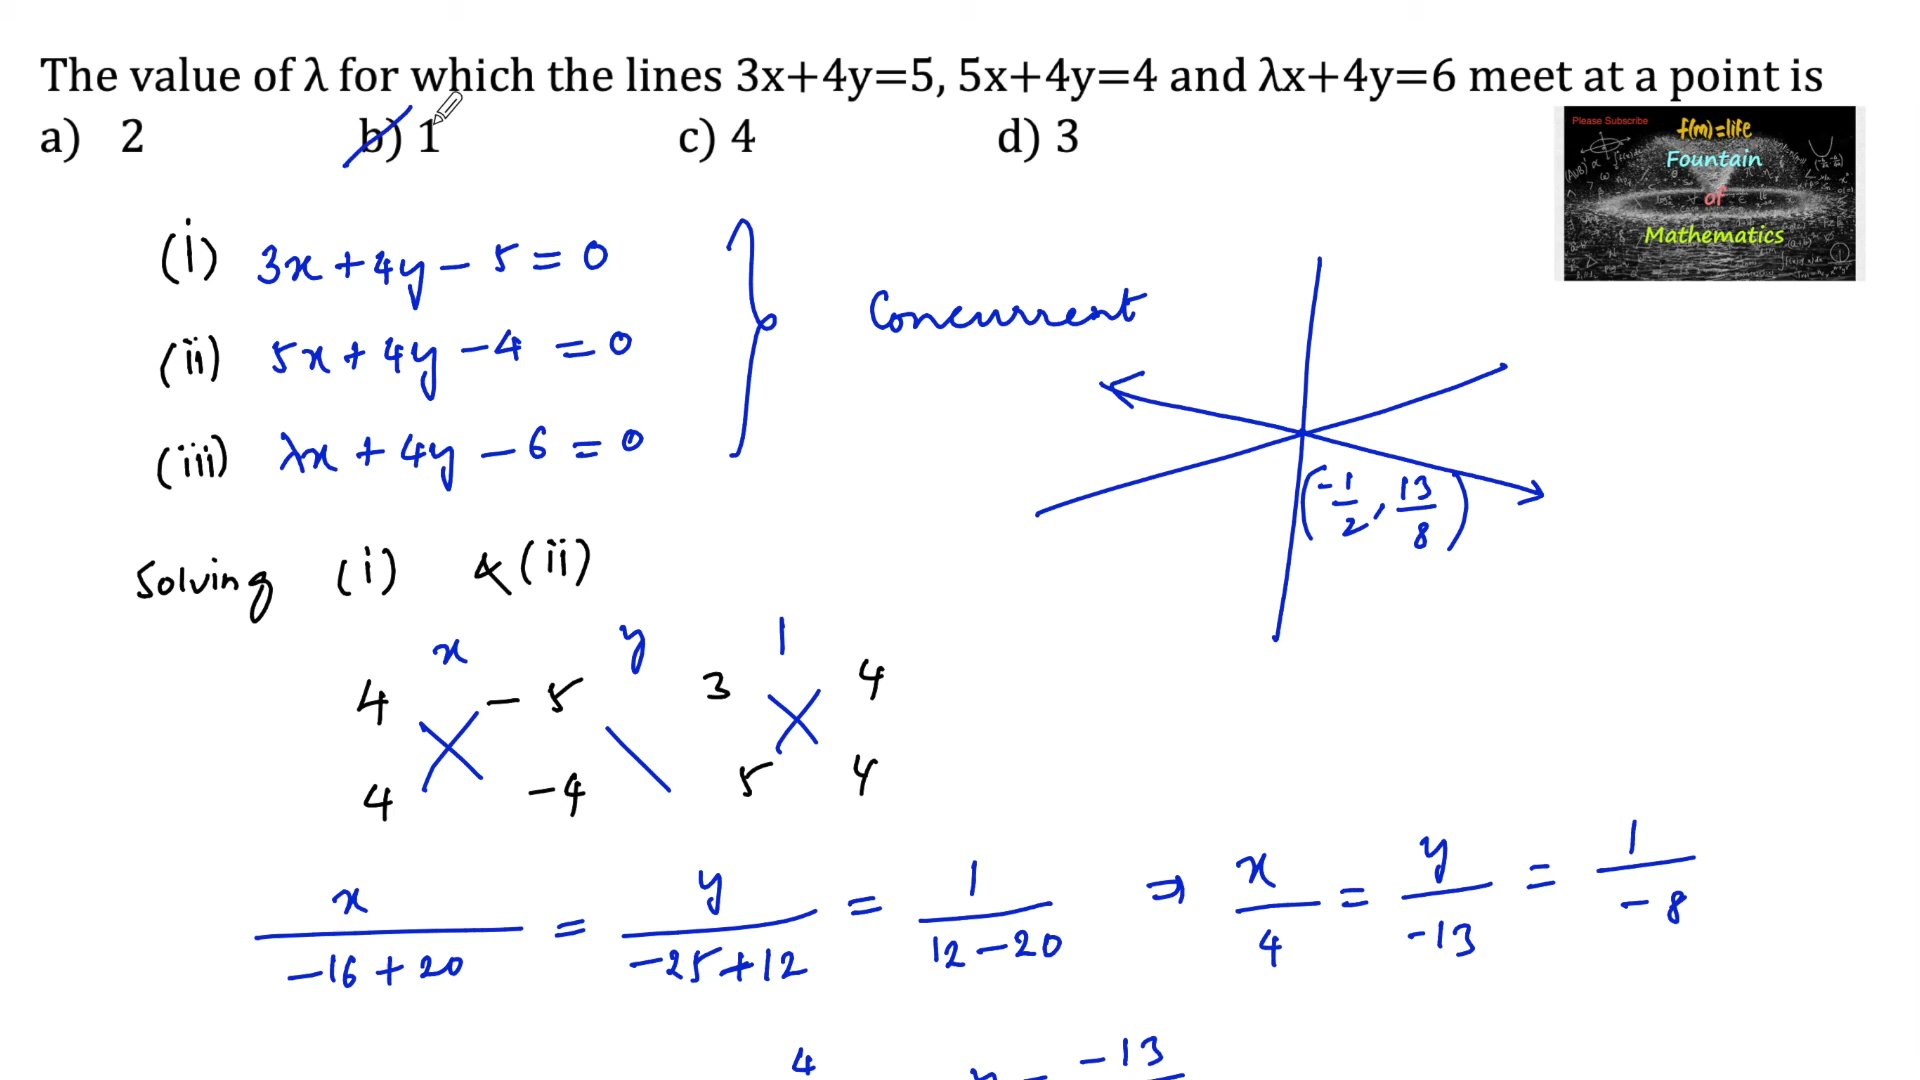 The value of λ for which the lines 3x+4y=5, 5x+4y=4 and λx+4y=6 meet at a point is
a) 2 b) 1 c) 4 d) 3
Please Subscribe
f(m)=life
Fountain
of
Mathematics
(i) 3x + 4y - 5 = 0
(ii) 5x + 4y - 4 = 0
(iii) λx + 4y - 6 = 0
Concurrent
(-1/2, 13/8)
Solving (i) & (ii)
x y 1
4 -5 3 4
4 -4 5 4
x/(-16+20) = y/(-25+12) = 1/(12-20) ⇒ x/4 = y/-13 = 1/-8
4 = -13